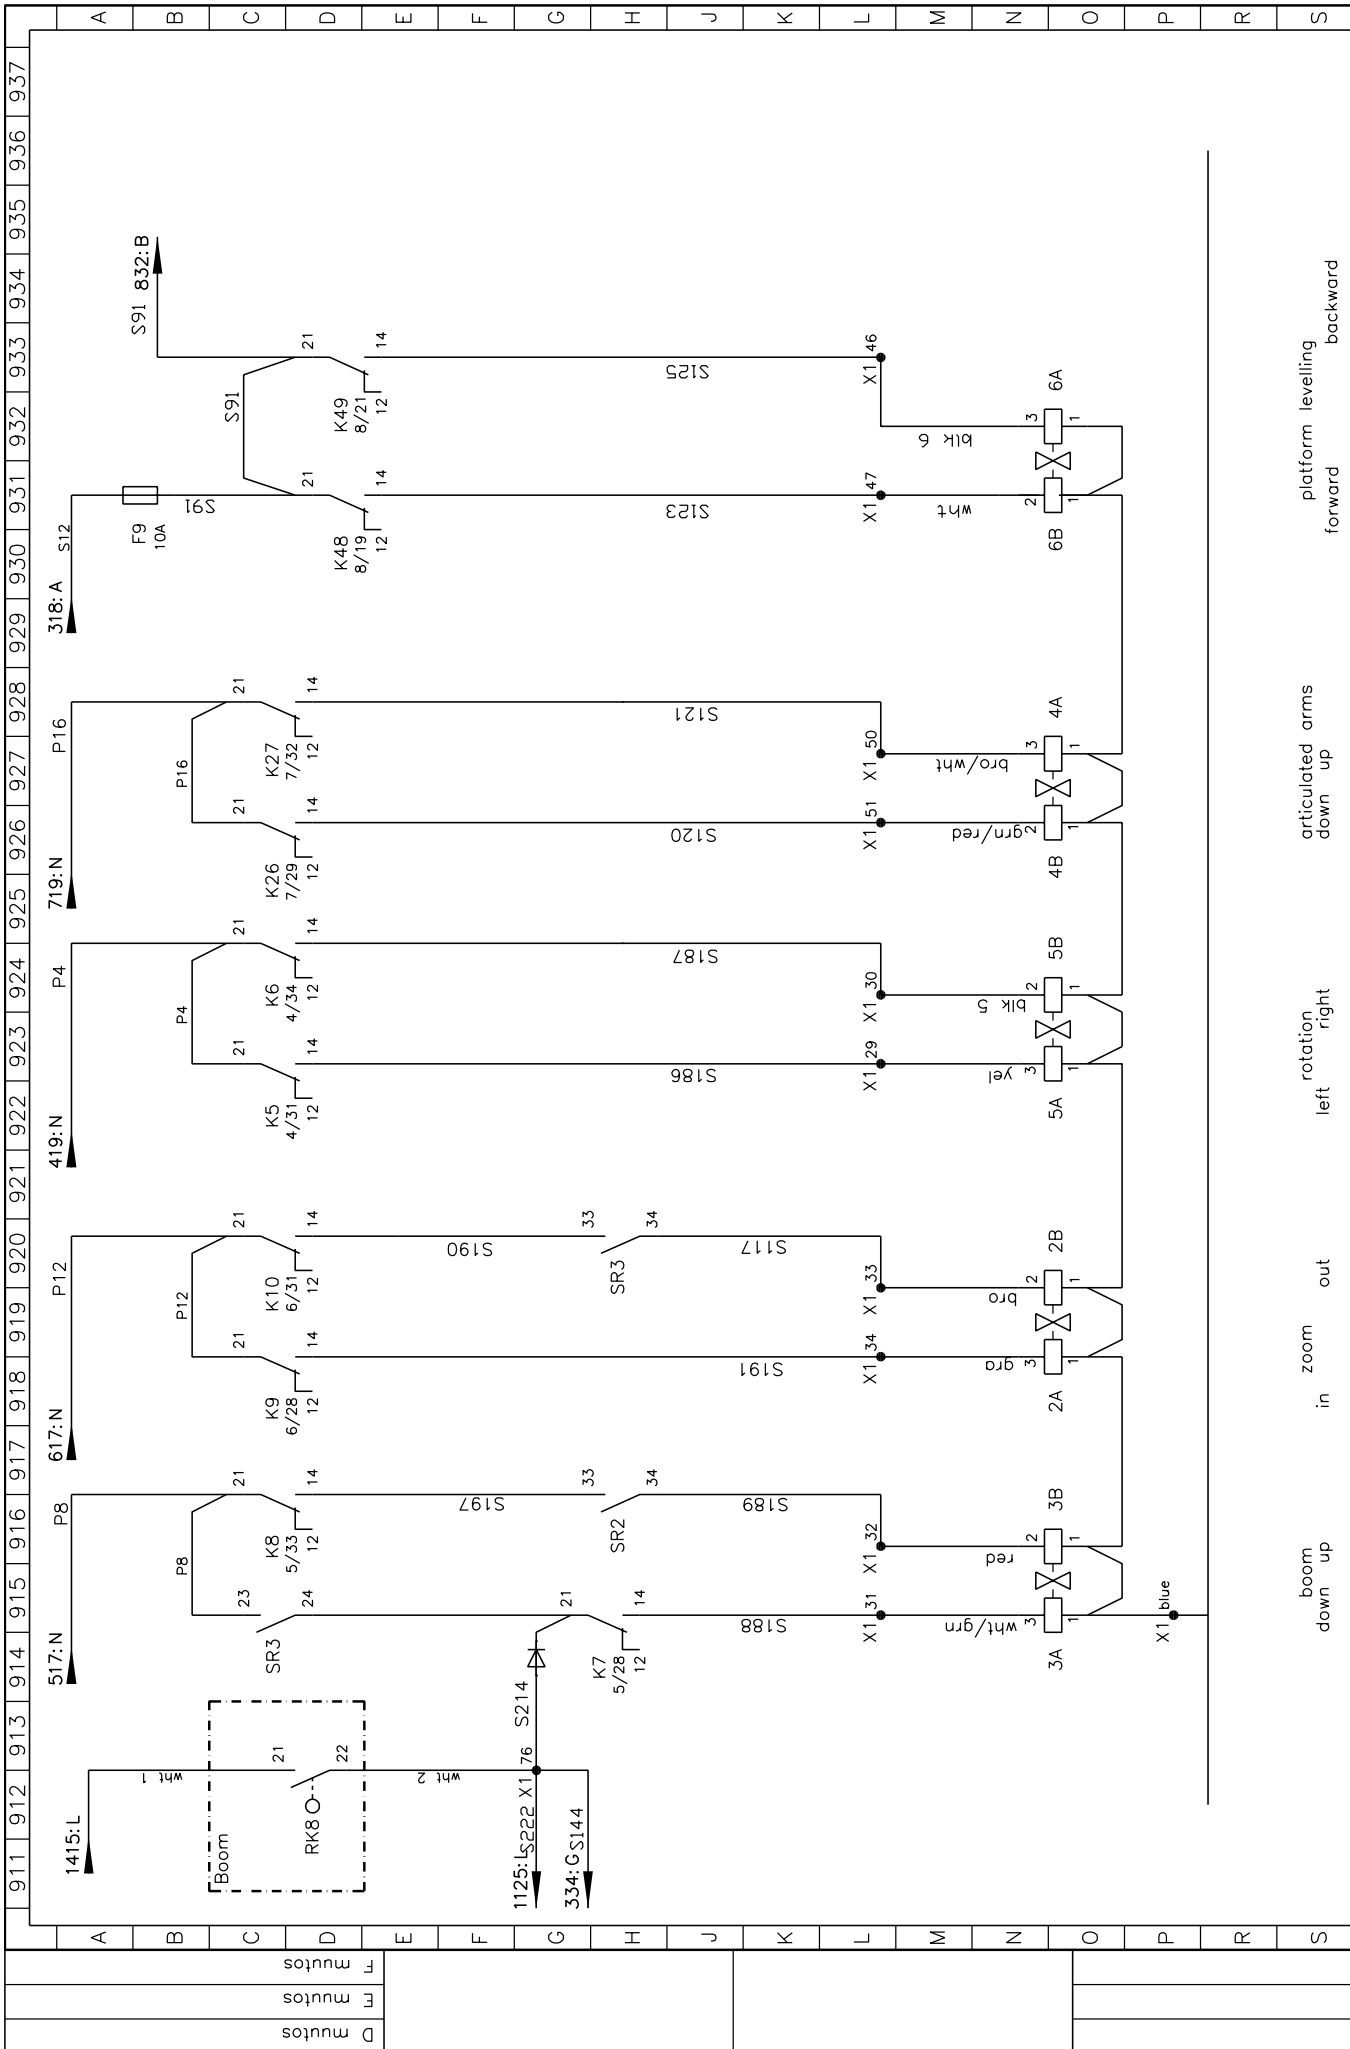 A B C D E F G H J K L M N O P R S
911 912 913 914 915 916 917 918 919 920 921 922 923 924 925 926 927 928 929 930 931 932 933 934 935 936 937
1415:L
wht 1
Boom
RK8
21
22
wht 2
X1 76
1125:L S222
334:G S144
S214
517:N
P8
P8
SR3
23
24
K8
5/33
21
14
12
S197
21
K7
5/28
14
12
33
34
SR2
S188
S189
X1 31
X1 32
wht/grn
red
3A
3
1
3B
2
1
X1 blue
boom
down up
617:N
P12
P12
K9
6/28
21
14
12
K10
6/31
21
14
12
S190
33
34
SR3
S191
S117
X1 34
X1 33
gra
bro
2A
3
1
2B
2
1
zoom
in out
419:N
P4
P4
K5
4/31
21
14
12
K6
4/34
21
14
12
S186
S187
X1 29
X1 30
yel
blk 5
5A
3
1
5B
2
1
rotation
left right
719:N
P16
P16
K26
7/29
21
14
12
K27
7/32
21
14
12
S120
S121
X1 51
X1 50
grn/red
bro/wht
4B
2
1
4A
3
1
articulated arms
down up
318:A
S12
F9
10A
S91
S91
S91 832:B
K48
8/19
21
14
12
K49
8/21
21
14
12
S123
S125
X1 47
X1 46
wht
blk 6
6B
2
1
6A
3
1
platform levelling
forward backward
A B C D E F G H J K L M N O P R S
F muutos
E muutos
D muutos